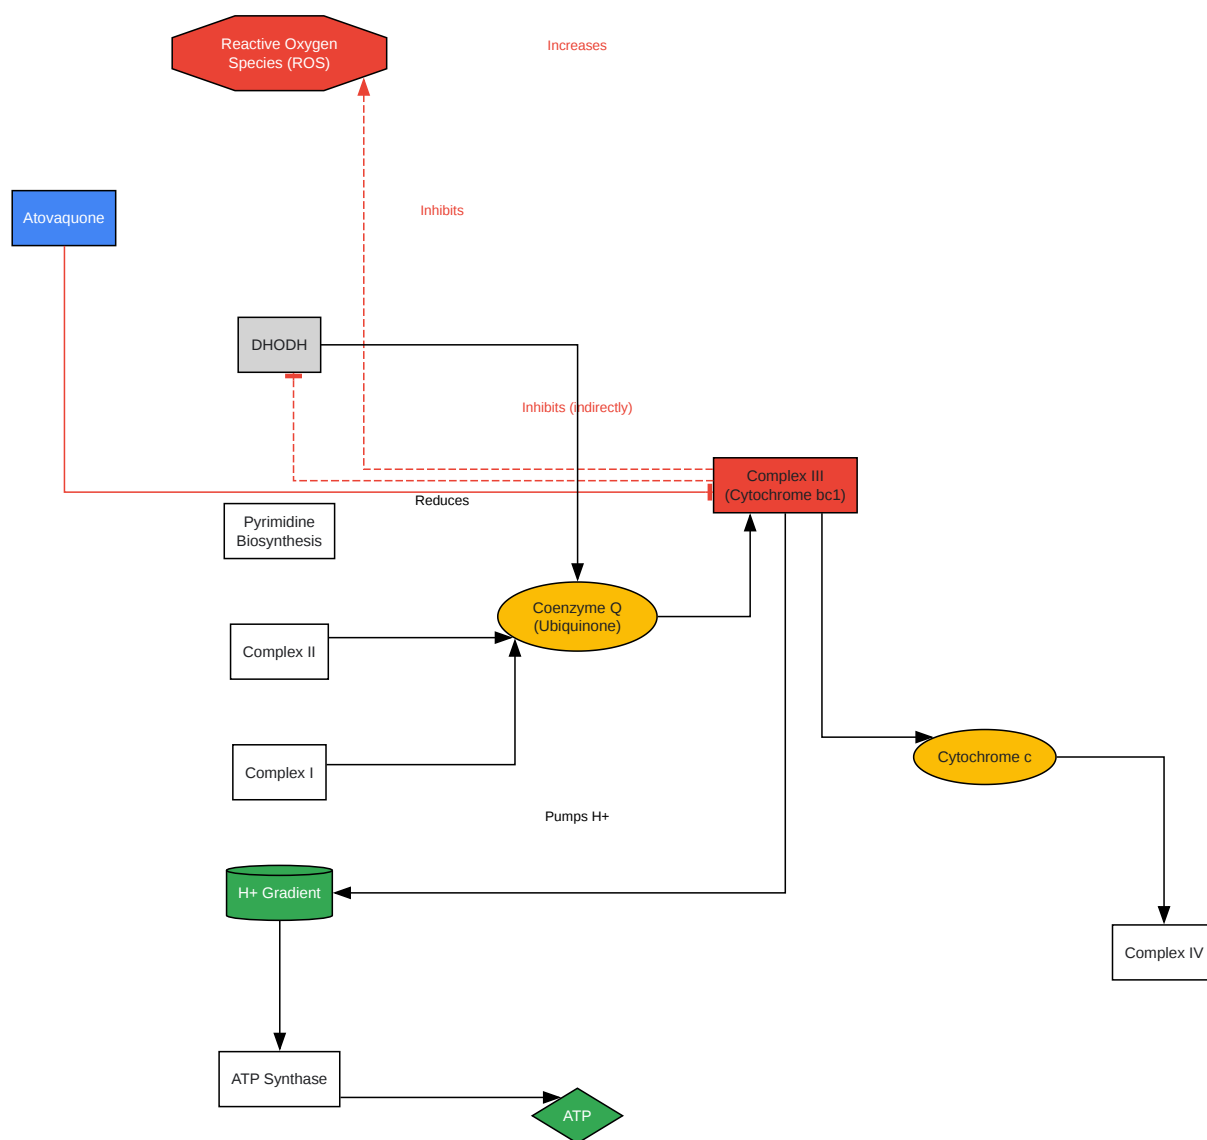 Reactive Oxygen
Species (ROS)
Increases
Inhibits
Atovaquone
DHODH
Inhibits (indirectly)
Complex III
(Cytochrome bc1)
Reduces
Pyrimidine
Biosynthesis
Coenzyme Q
(Ubiquinone)
Complex II
Complex I
Cytochrome c
Pumps H+
H+ Gradient
Complex IV
ATP Synthase
ATP